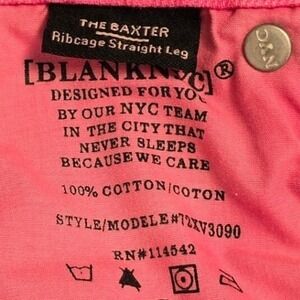 THE BAXTER
Ribcage Straight Leg
[BLANKNYC]®
DESIGNED FOR YOU
BY OUR NYC TEAM
IN THE CITY THAT
NEVER SLEEPS
BECAUSE WE CARE
100% COTTON/COTON
STYLE/MODELE#72XV3090
RN#114542